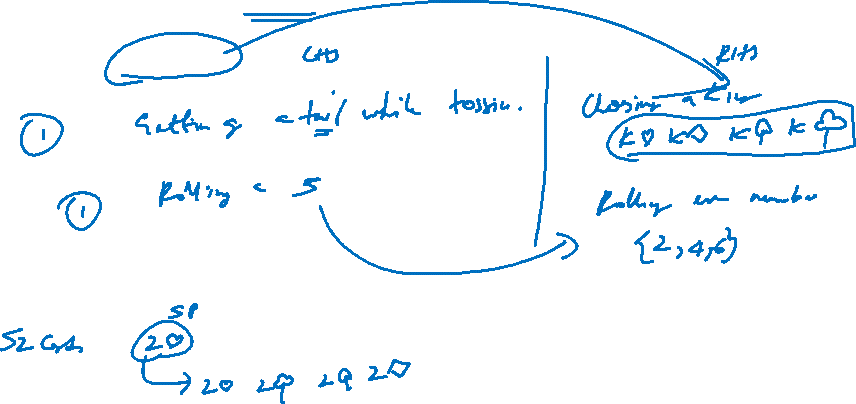 LHS RHS
① Getting a tail while tossing. Choosing a King
K♡ K◇ K♤ K♧
① Rolling a 5 Rolling even number
{2,4,6}
SP
52 Cards 2♡
2♡ 2♤ 2♧ 2◇